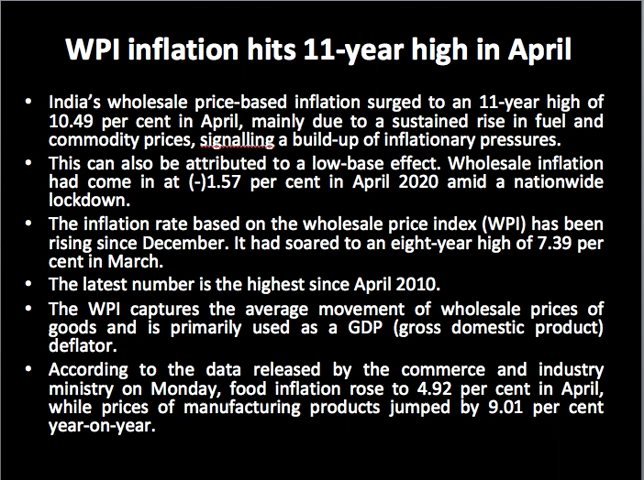 WPI inflation hits 11-year high in April
• India's wholesale price-based inflation surged to an 11-year high of
10.49 per cent in April, mainly due to a sustained rise in fuel and
commodity prices, signalling a build-up of inflationary pressures.
• This can also be attributed to a low-base effect. Wholesale inflation
had come in at (-)1.57 per cent in April 2020 amid a nationwide
lockdown.
• The inflation rate based on the wholesale price index (WPI) has been
rising since December. It had soared to an eight-year high of 7.39 per
cent in March.
• The latest number is the highest since April 2010.
• The WPI captures the average movement of wholesale prices of
goods and is primarily used as a GDP (gross domestic product)
deflator.
• According to the data released by the commerce and industry
ministry on Monday, food inflation rose to 4.92 per cent in April,
while prices of manufacturing products jumped by 9.01 per cent
year-on-year.